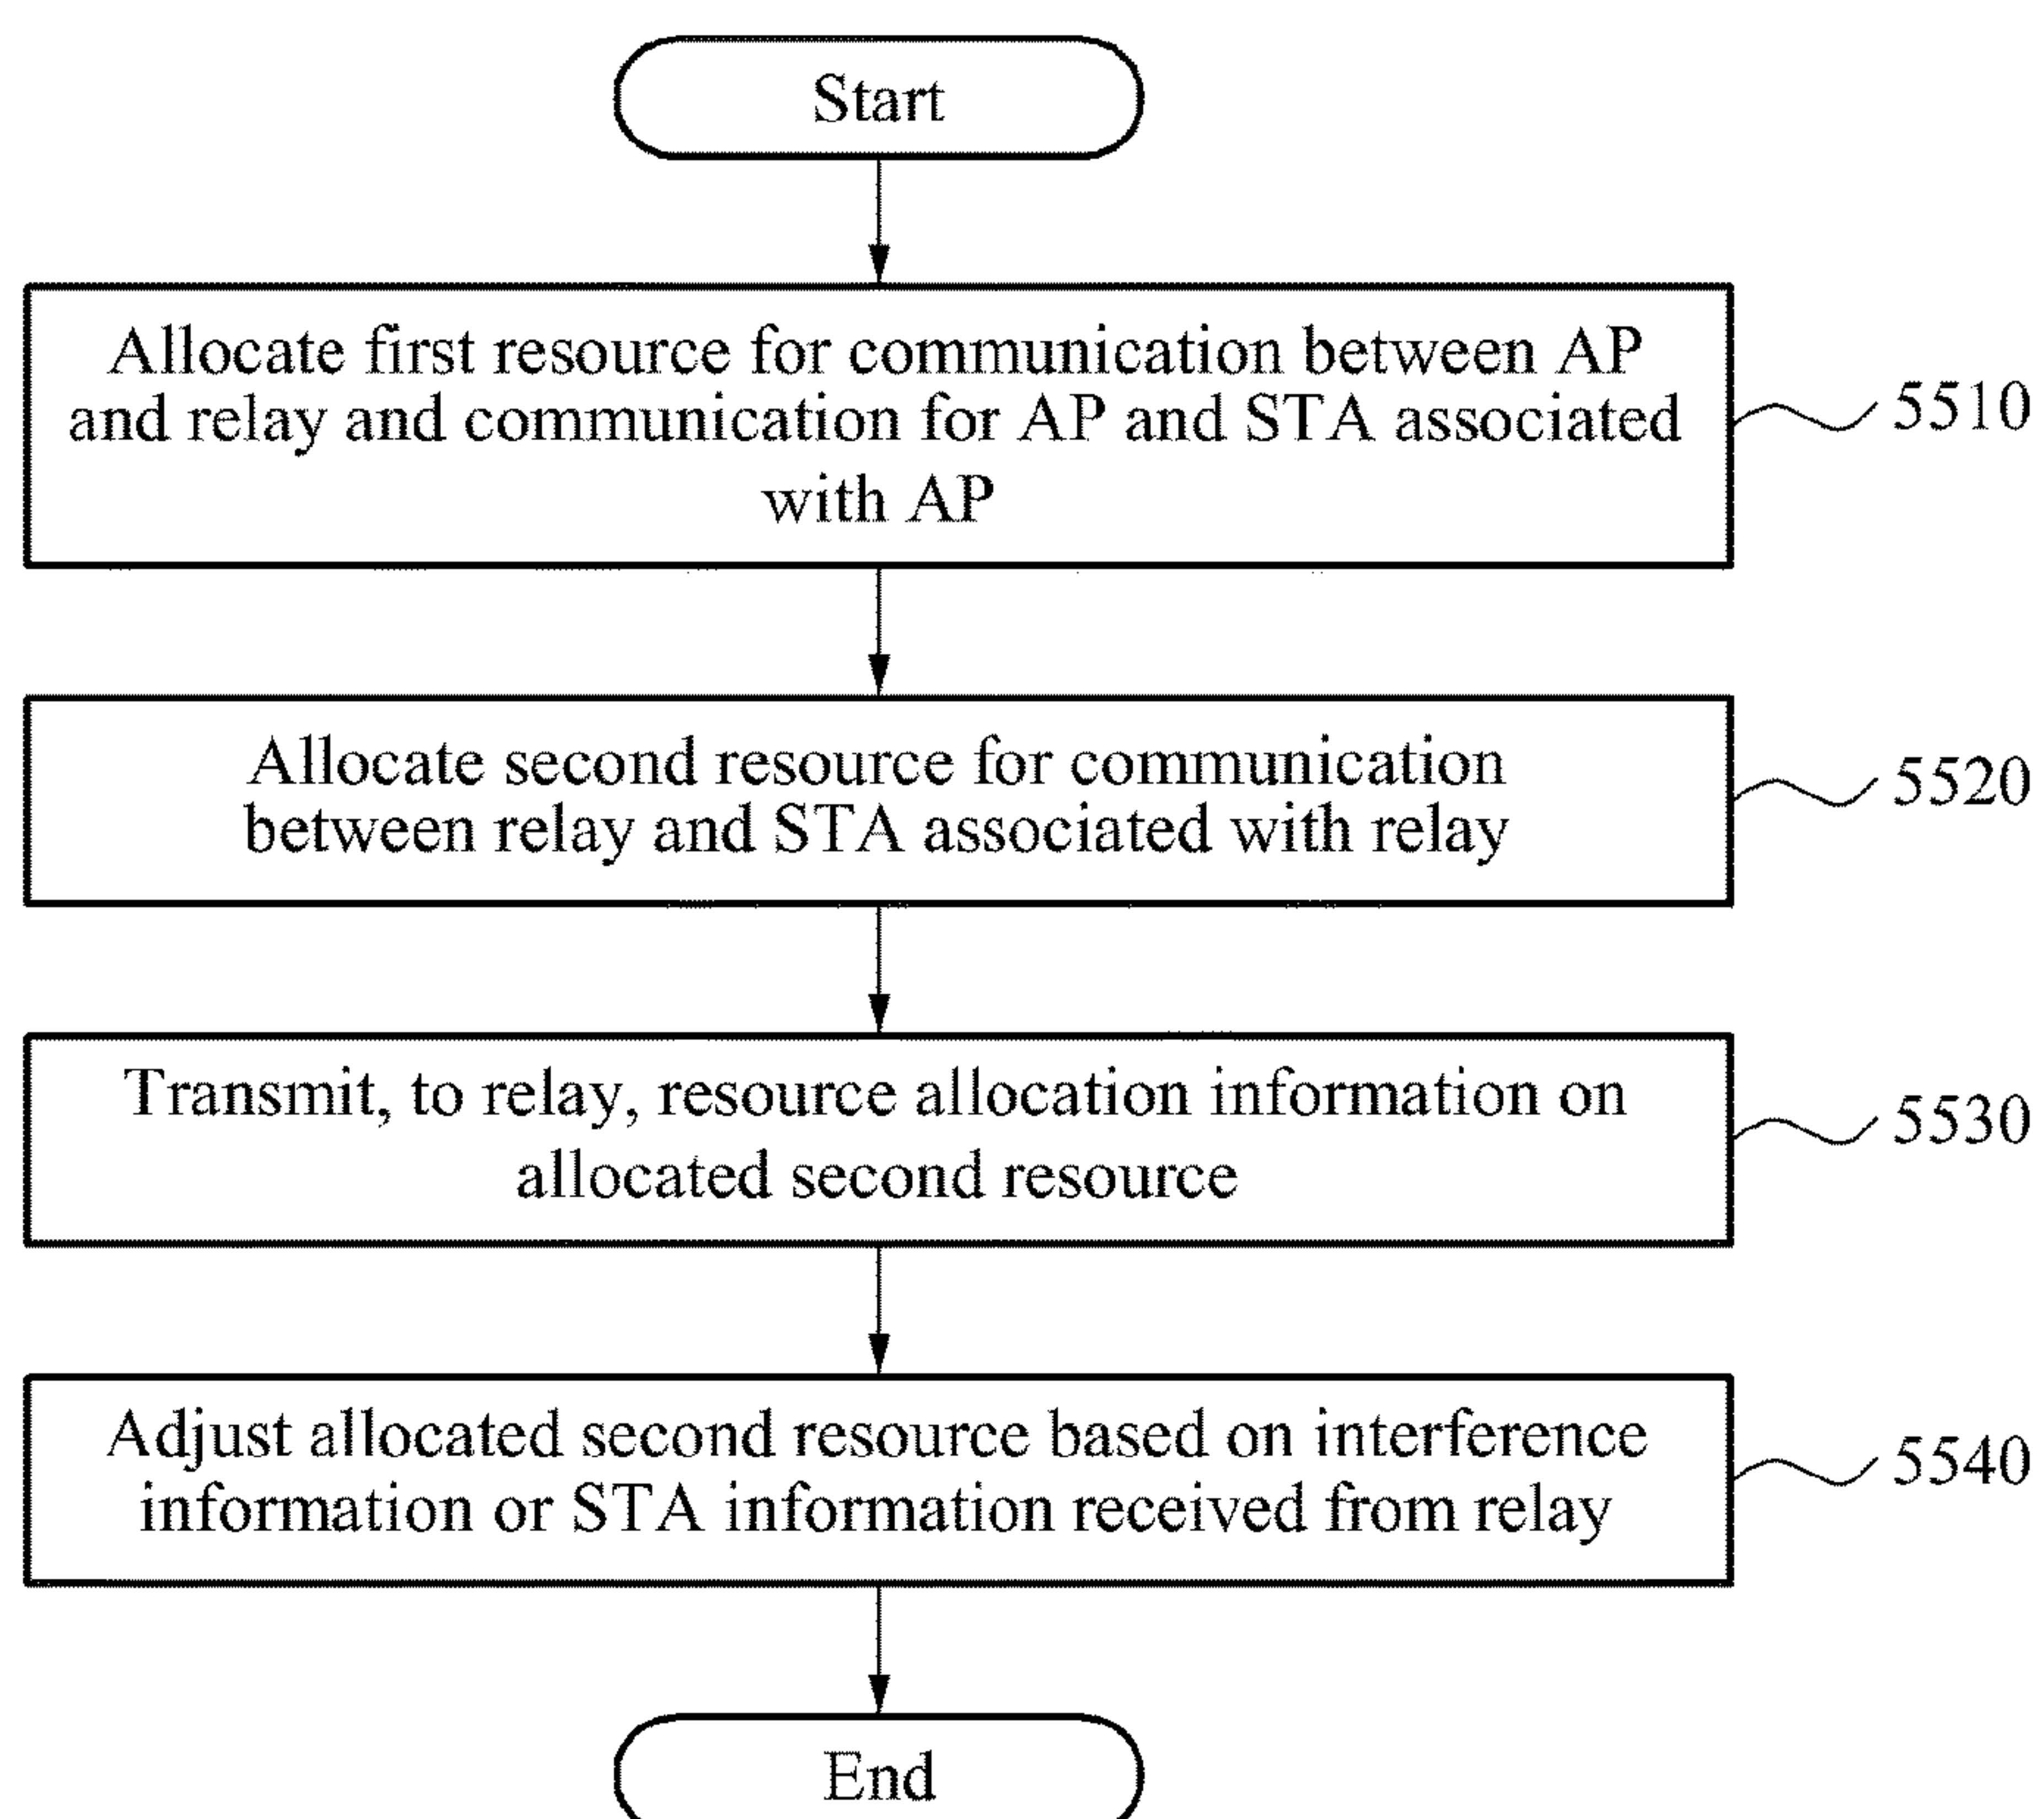 Start
Allocate first resource for communication between AP
and relay and communication for AP and STA associated
with AP
5510
Allocate second resource for communication
between relay and STA associated with relay
5520
Transmit, to relay, resource allocation information on
allocated second resource
5530
Adjust allocated second resource based on interference
information or STA information received from relay
5540
End